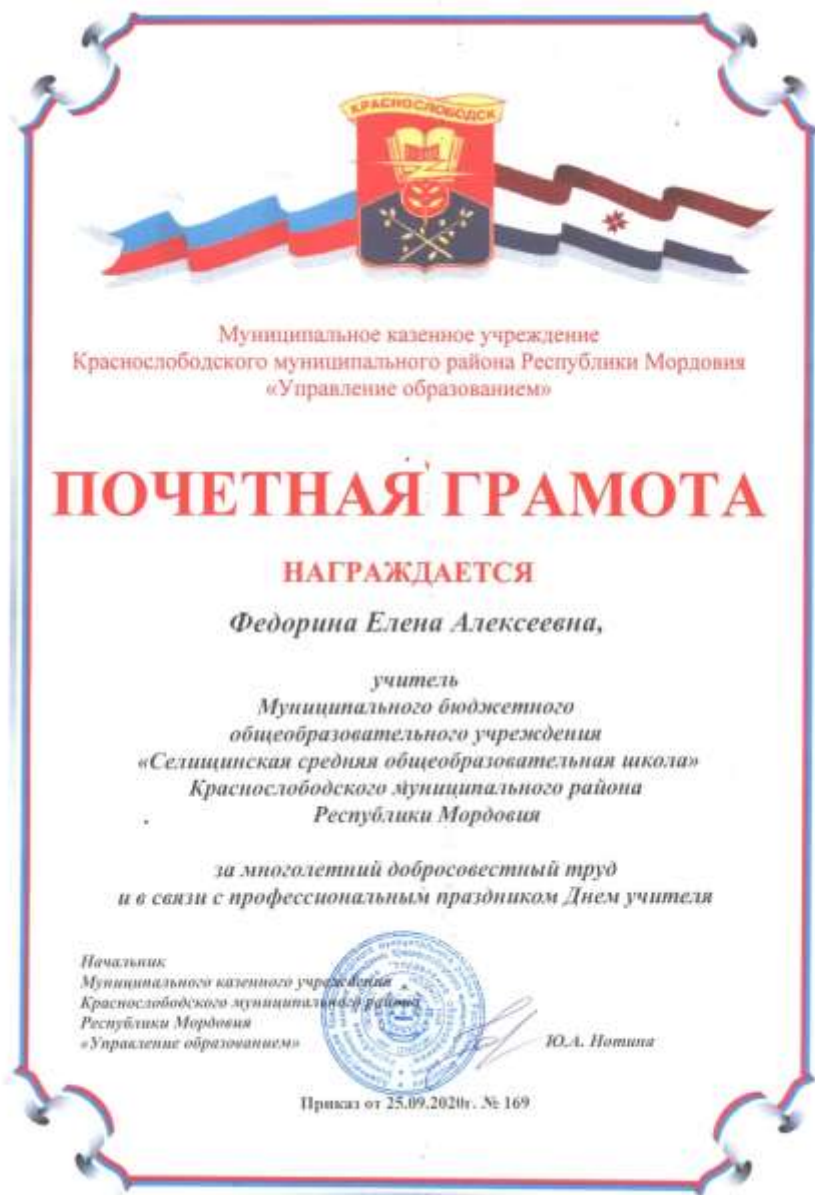 КРАСНОСЛОБОДСК
Муниципальное казенное учреждение
Краснослободского муниципального района Республики Мордовия
«Управление образованием»
ПОЧЕТНАЯ ГРАМОТА
НАГРАЖДАЕТСЯ
Федорина Елена Алексеевна,
учитель
Муниципального бюджетного
общеобразовательного учреждения
«Селищинская средняя общеобразовательная школа»
Краснослободского муниципального района
Республики Мордовия
за многолетний добросовестный труд
и в связи с профессиональным праздником Днем учителя
Начальник
Муниципального казенного учреждения
Краснослободского муниципального района
Республики Мордовия
«Управление образованием»
Ю.А. Нотина
Приказ от 25.09.2020г. № 169